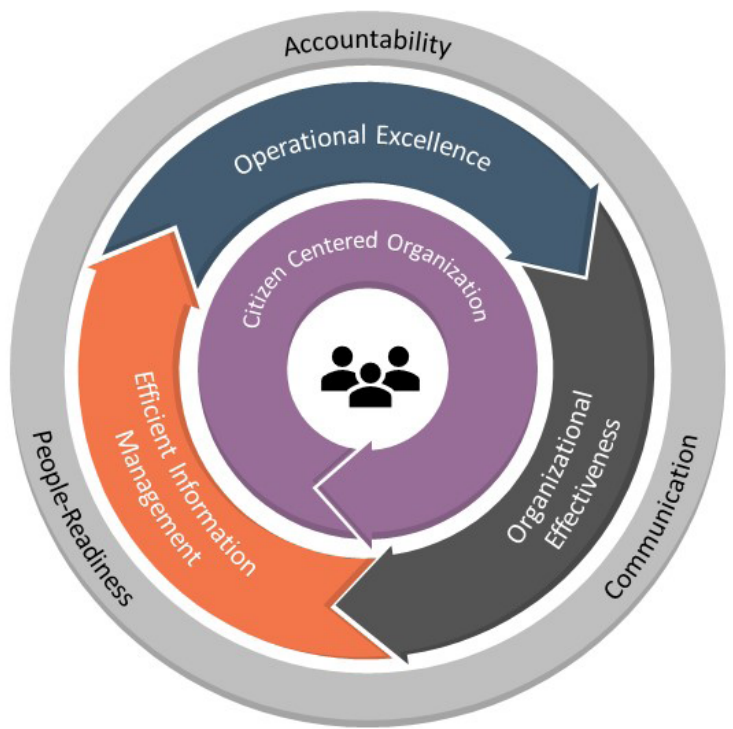 Accountability
Operational Excellence
Citizen Centered Organization
Efficient Information
Management
Organizational
Effectiveness
People-Readiness
Communication